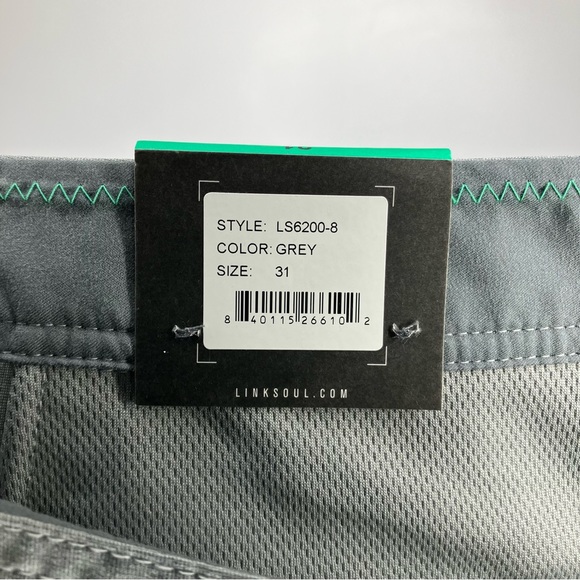 STYLE: LS6200-8
COLOR: GREY
SIZE: 31
8 40115 26610 2
LINKSOUL.COM